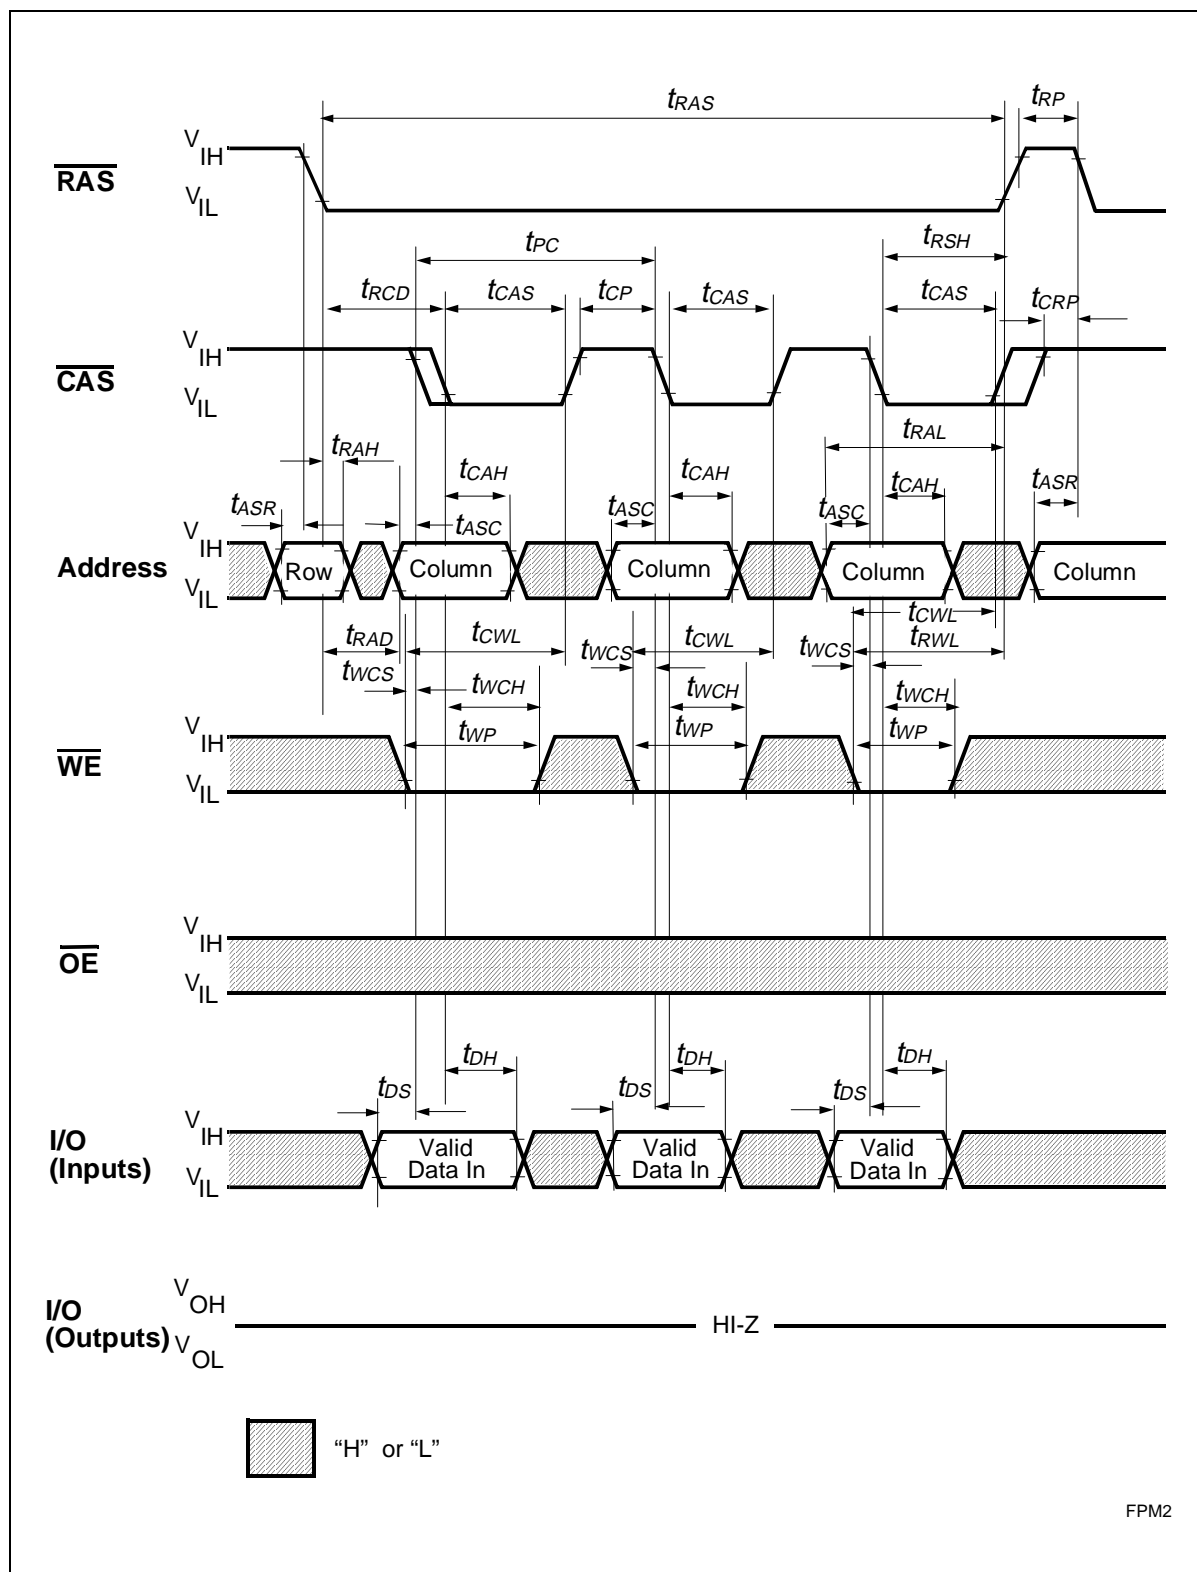 tRAS
tRP
RAS
VIH
VIL
tPC
tRSH
tRCD
tCAS
tCP
tCAS
tCAS
tCRP
CAS
VIH
VIL
tRAH
tCAH
tCAH
tRAL
tCAH
tASR
tASR
tASC
tASC
tASC
Address
VIH
VIL
Row
Column
Column
Column
Column
tRAD
tCWL
tCWL
tCWL
tWCS
tWCS
tWCS
tRWL
tWCH
tWCH
tWCH
tWP
tWP
tWP
WE
VIH
VIL
OE
VIH
VIL
tDH
tDH
tDH
tDS
tDS
tDS
I/O
(Inputs)
VIH
VIL
Valid
Data In
Valid
Data In
Valid
Data In
I/O
(Outputs)
VOH
VOL
HI-Z
“H” or “L”
FPM2